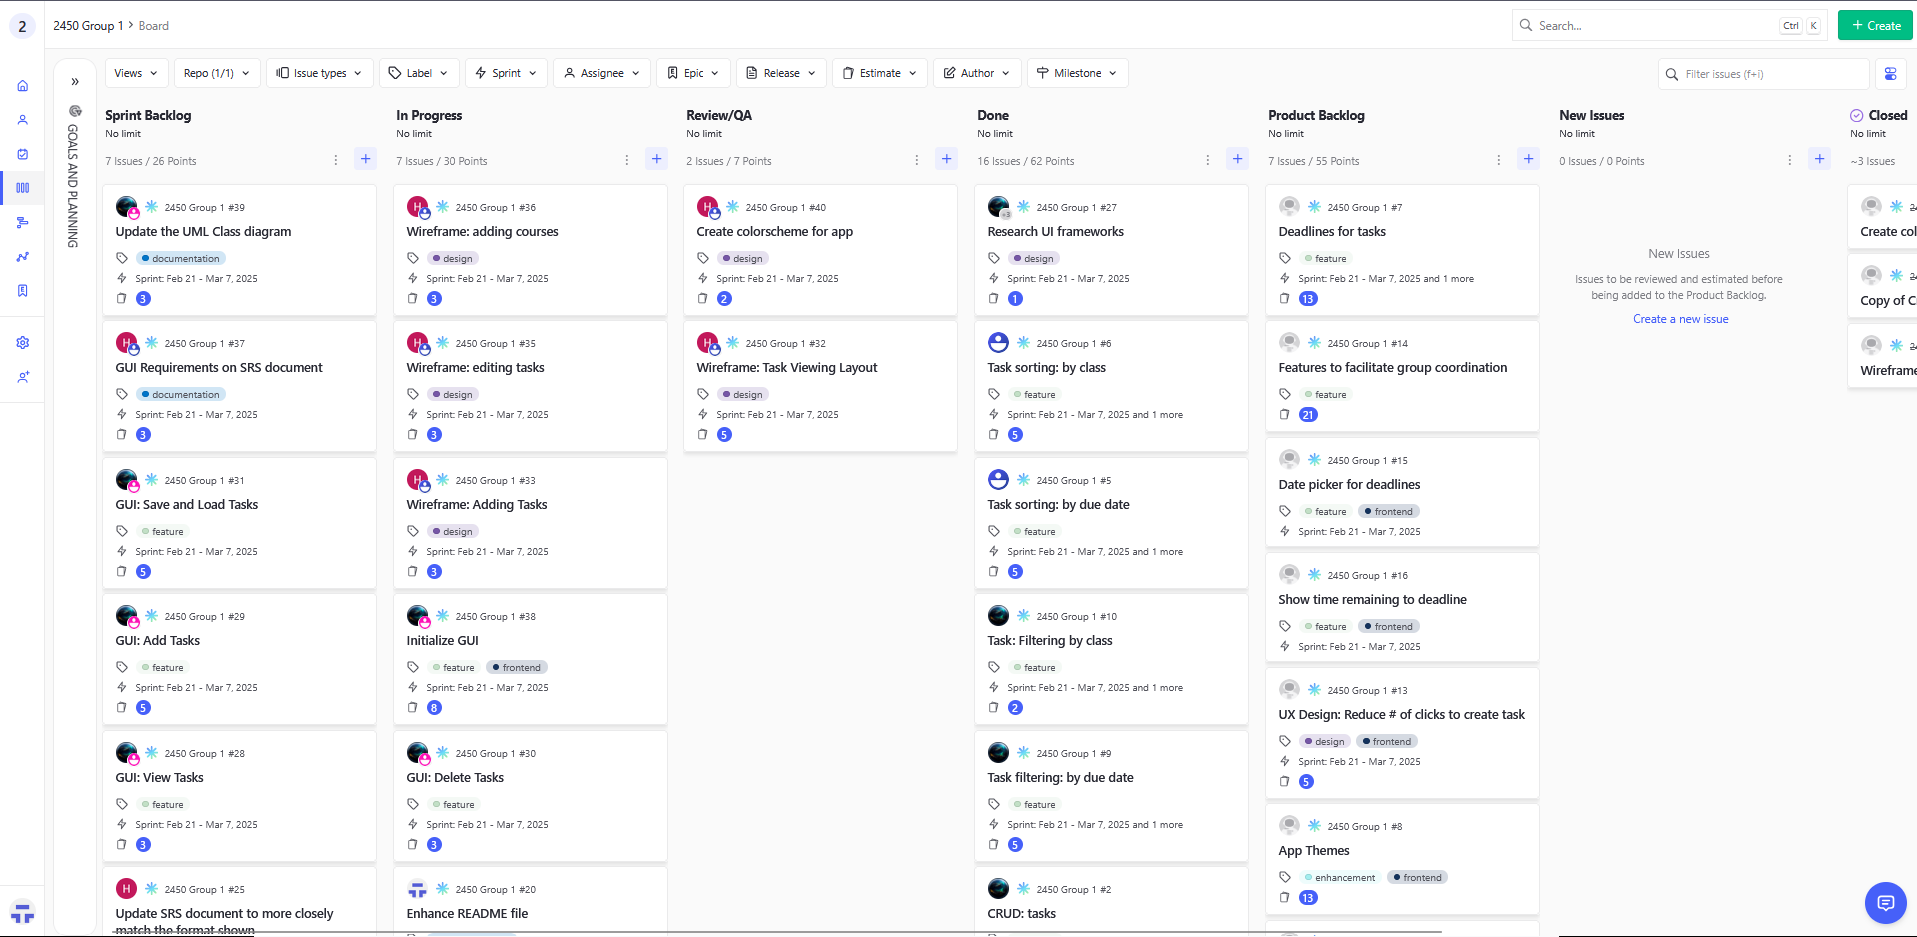 2
2450 Group 1 > Board
Search...
Ctrl
K
+ Create
Views
Repo (1/1)
Issue types
Label
Sprint
Assignee
Epic
Release
Estimate
Author
Milestone
Filter issues (f+i)
GOALS AND PLANNING
Sprint Backlog
No limit
7 Issues / 26 Points
2450 Group 1 #39
Update the UML Class diagram
documentation
Sprint: Feb 21 - Mar 7, 2025
3
H
2450 Group 1 #37
GUI Requirements on SRS document
documentation
Sprint: Feb 21 - Mar 7, 2025
3
2450 Group 1 #31
GUI: Save and Load Tasks
feature
Sprint: Feb 21 - Mar 7, 2025
5
2450 Group 1 #29
GUI: Add Tasks
feature
Sprint: Feb 21 - Mar 7, 2025
5
2450 Group 1 #28
GUI: View Tasks
feature
Sprint: Feb 21 - Mar 7, 2025
3
H
2450 Group 1 #25
Update SRS document to more closely
match the format shown
In Progress
No limit
7 Issues / 30 Points
H
2450 Group 1 #36
Wireframe: adding courses
design
Sprint: Feb 21 - Mar 7, 2025
3
H
2450 Group 1 #35
Wireframe: editing tasks
design
Sprint: Feb 21 - Mar 7, 2025
3
H
2450 Group 1 #33
Wireframe: Adding Tasks
design
Sprint: Feb 21 - Mar 7, 2025
3
2450 Group 1 #38
Initialize GUI
feature
frontend
Sprint: Feb 21 - Mar 7, 2025
8
2450 Group 1 #30
GUI: Delete Tasks
feature
Sprint: Feb 21 - Mar 7, 2025
3
2450 Group 1 #20
Enhance README file
Review/QA
No limit
2 Issues / 7 Points
H
2450 Group 1 #40
Create colorscheme for app
design
Sprint: Feb 21 - Mar 7, 2025
2
H
2450 Group 1 #32
Wireframe: Task Viewing Layout
design
Sprint: Feb 21 - Mar 7, 2025
5
Done
No limit
16 Issues / 62 Points
+3
2450 Group 1 #27
Research UI frameworks
design
Sprint: Feb 21 - Mar 7, 2025
1
2450 Group 1 #6
Task sorting: by class
feature
Sprint: Feb 21 - Mar 7, 2025 and 1 more
5
2450 Group 1 #5
Task sorting: by due date
feature
Sprint: Feb 21 - Mar 7, 2025 and 1 more
5
2450 Group 1 #10
Task: Filtering by class
feature
Sprint: Feb 21 - Mar 7, 2025 and 1 more
2
2450 Group 1 #9
Task filtering: by due date
feature
Sprint: Feb 21 - Mar 7, 2025 and 1 more
5
2450 Group 1 #2
CRUD: tasks
Product Backlog
No limit
7 Issues / 55 Points
2450 Group 1 #7
Deadlines for tasks
feature
Sprint: Feb 21 - Mar 7, 2025 and 1 more
13
2450 Group 1 #14
Features to facilitate group coordination
feature
21
2450 Group 1 #15
Date picker for deadlines
feature
frontend
Sprint: Feb 21 - Mar 7, 2025
2450 Group 1 #16
Show time remaining to deadline
feature
frontend
Sprint: Feb 21 - Mar 7, 2025
2450 Group 1 #13
UX Design: Reduce # of clicks to create task
design
frontend
Sprint: Feb 21 - Mar 7, 2025
5
2450 Group 1 #8
App Themes
enhancement
frontend
13
New Issues
No limit
0 Issues / 0 Points
New Issues
Issues to be reviewed and estimated before
being added to the Product Backlog.
Create a new issue
Closed
No limit
~3 Issues
Create col
Copy of C
Wireframe